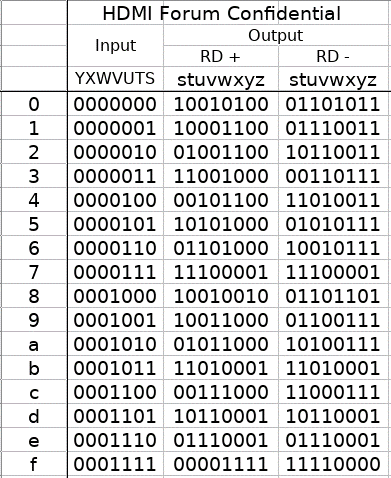 HDMI Forum Confidential
Input Output
RD + RD -
YXWVUTS stuvwxyz stuvwxyz
0 0000000 10010100 01101011
1 0000001 10001100 01110011
2 0000010 01001100 10110011
3 0000011 11001000 00110111
4 0000100 00101100 11010011
5 0000101 10101000 01010111
6 0000110 01101000 10010111
7 0000111 11100001 11100001
8 0001000 10010010 01101101
9 0001001 10011000 01100111
a 0001010 01011000 10100111
b 0001011 11010001 11010001
c 0001100 00111000 11000111
d 0001101 10110001 10110001
e 0001110 01110001 01110001
f 0001111 00001111 11110000